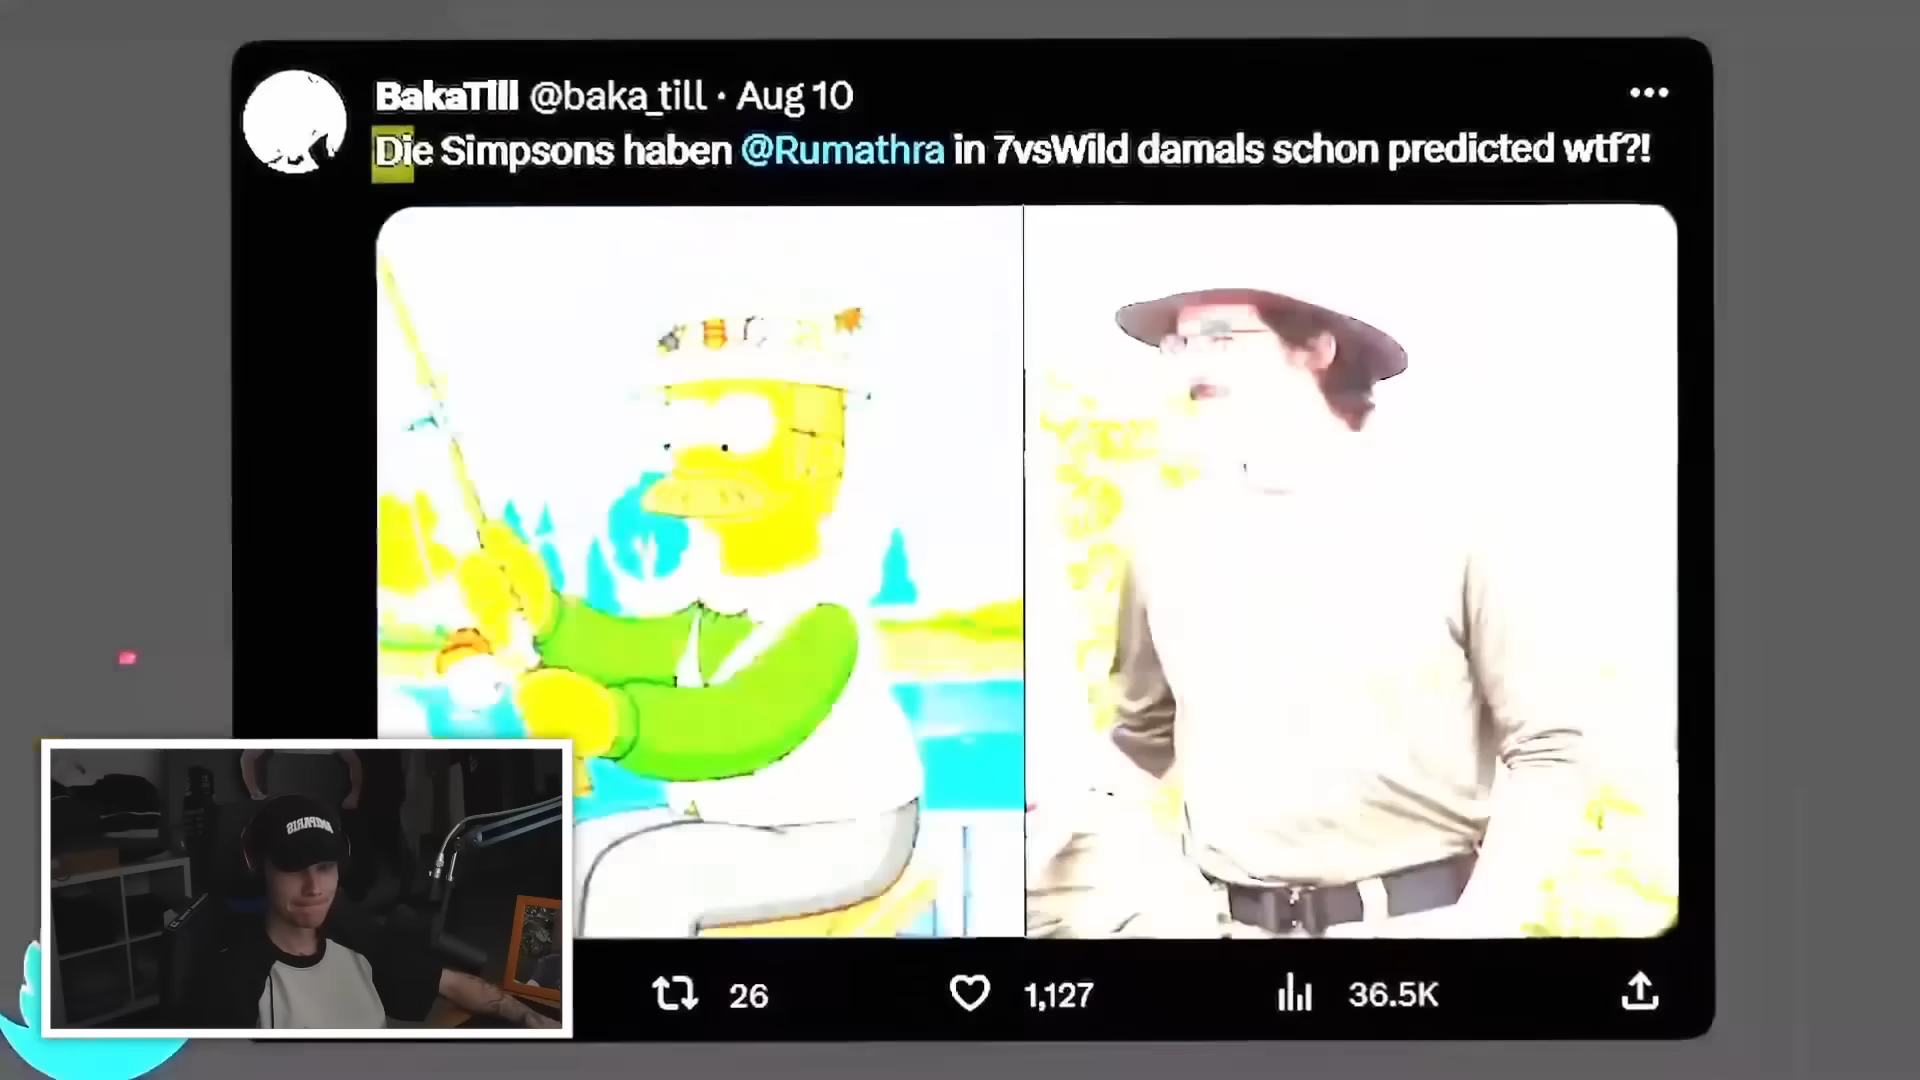 BakaTill @baka_till · Aug 10
Die Simpsons haben @Rumathra in 7vsWild damals schon predicted wtf?!
26 1,127 36.5K